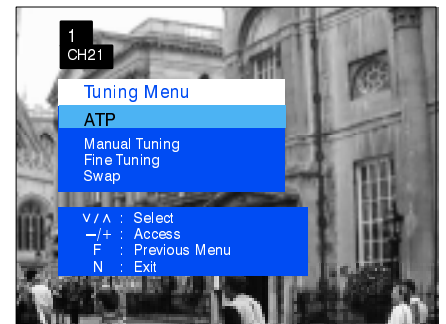 1
CH21
Tuning Menu
ATP
Manual Tuning
Fine Tuning
Swap
∨/∧ : Select
–/+ : Access
F : Previous Menu
N : Exit